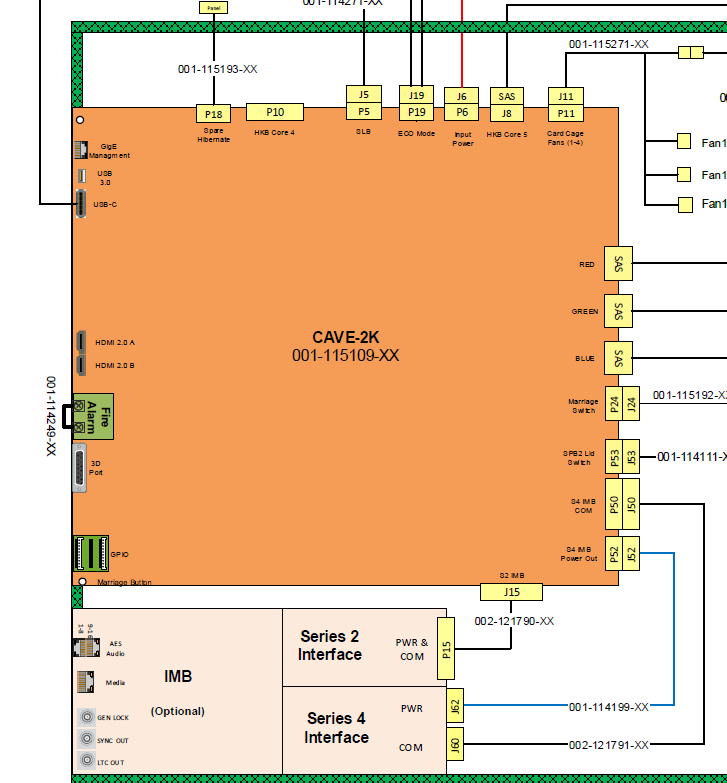 Panel
001-114271-XX
001-115193-XX
001-115271-XX
J5
J19
J6
SAS
J11
P18
P10
P5
P19
P6
J8
P11
Spare
Hibernate
HKB Core 4
SLB
ECO Mode
Input
Power
HKB Core 5
Card Cage
Fans (1-4)
GigE
Managment
USB
3.0
USB-C
Fan1
Fan1
Fan1
RED
SAS
GREEN
SAS
BLUE
SAS
CAVE-2K
001-115109-XX
HDMI 2.0 A
HDMI 2.0 B
001-114249-XX
Fire
Alarm
3D
Port
Marriage
Switch
P24
J24
001-115192-XX
SPB2 Lid
Switch
P53
J53
001-114111-X
S4 IMB
COM
P50
J50
S4 IMB
Power Out
P52
J52
GPIO
Marriage Button
S2 IMB
J15
002-121790-XX
1-8
9-16
AES
Audio
Media
GEN LOCK
SYNC OUT
LTC OUT
IMB
(Optional)
Series 2
Interface
PWR &
COM
P15
Series 4
Interface
PWR
J62
001-114199-XX
COM
J60
002-121791-XX